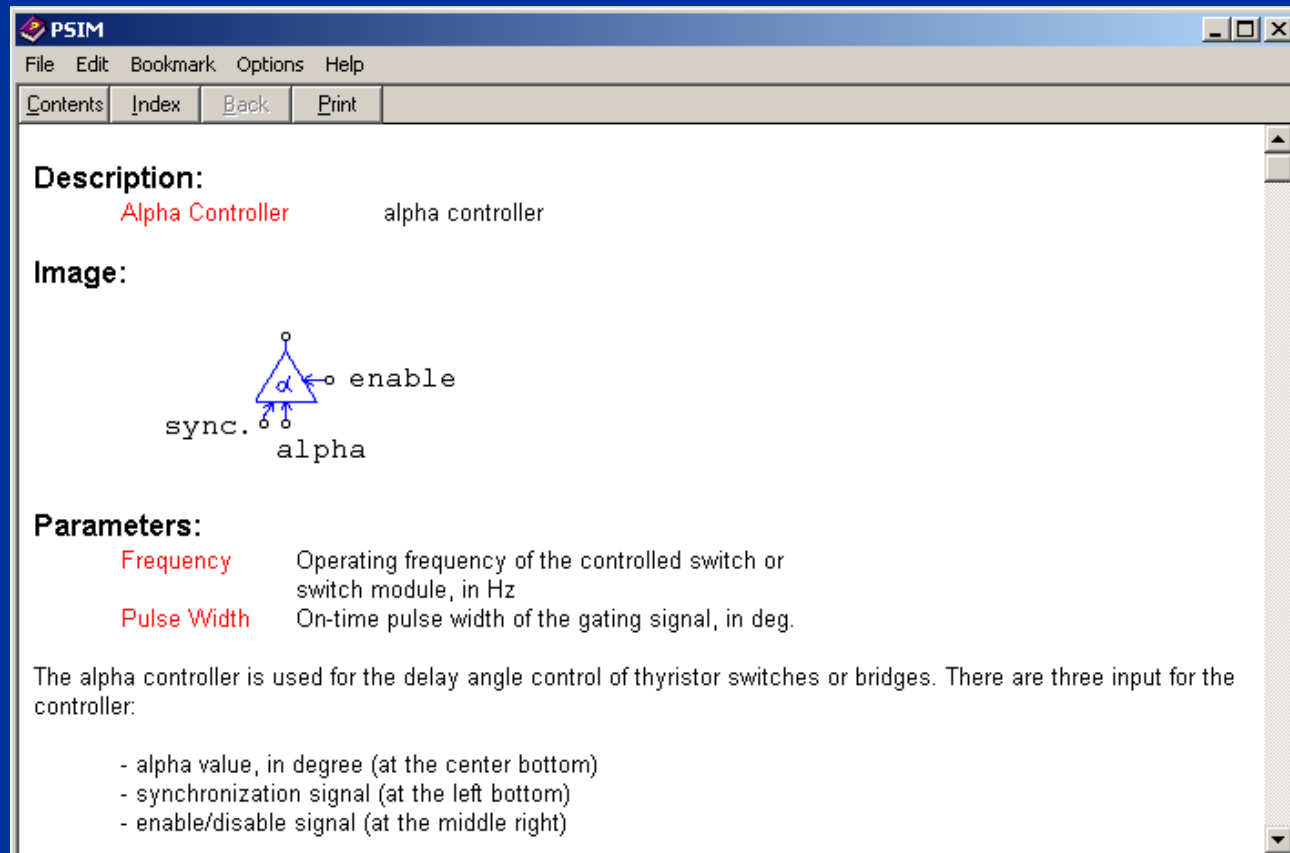 PSIM
File Edit Bookmark Options Help
Contents Index Back Print
Description:
Alpha Controller alpha controller
Image:
α enable
sync.
alpha
Parameters:
Frequency Operating frequency of the controlled switch or
switch module, in Hz
Pulse Width On-time pulse width of the gating signal, in deg.
The alpha controller is used for the delay angle control of thyristor switches or bridges. There are three input for the
controller:
- alpha value, in degree (at the center bottom)
- synchronization signal (at the left bottom)
- enable/disable signal (at the middle right)